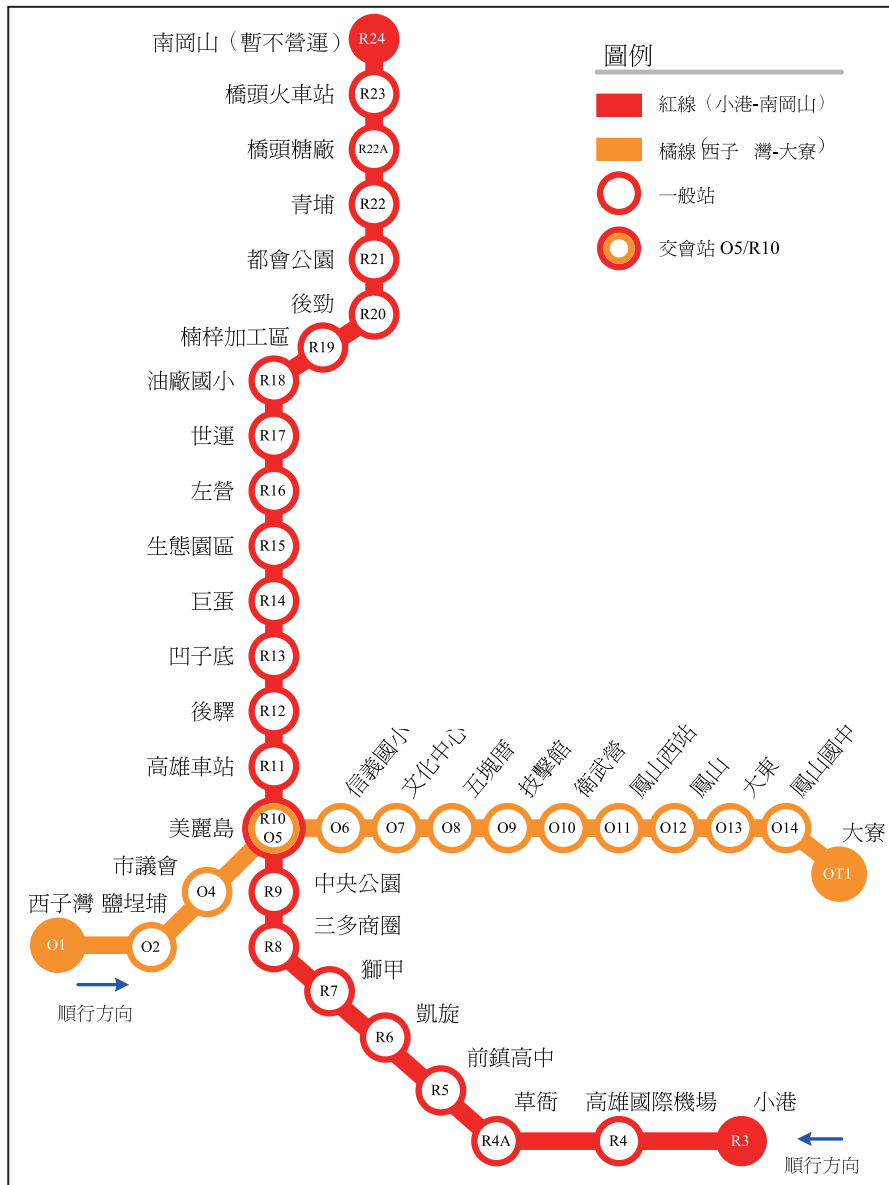 南岡山（暫不營運）
R24
橋頭火車站
R23
橋頭糖廠
R22A
青埔
R22
都會公園
R21
後勁
R20
楠梓加工區
R19
油廠國小
R18
世運
R17
左營
R16
生態園區
R15
巨蛋
R14
凹子底
R13
後驛
R12
高雄車站
R11
美麗島
R10
O5
圖例
紅線（小港-南岡山）
橘線（西子 灣-大寮）
一般站
交會站 O5/R10
信義國小
文化中心
五塊厝
技擊館
衛武營
鳳山西站
鳳山
大東
鳳山國中
大寮
O6
O7
O8
O9
O10
O11
O12
O13
O14
OT1
市議會
O4
西子灣
鹽埕埔
O1
O2
順行方向
R9
中央公園
R8
三多商圈
R7
獅甲
R6
凱旋
R5
前鎮高中
草衙
高雄國際機場
小港
R4A
R4
R3
順行方向